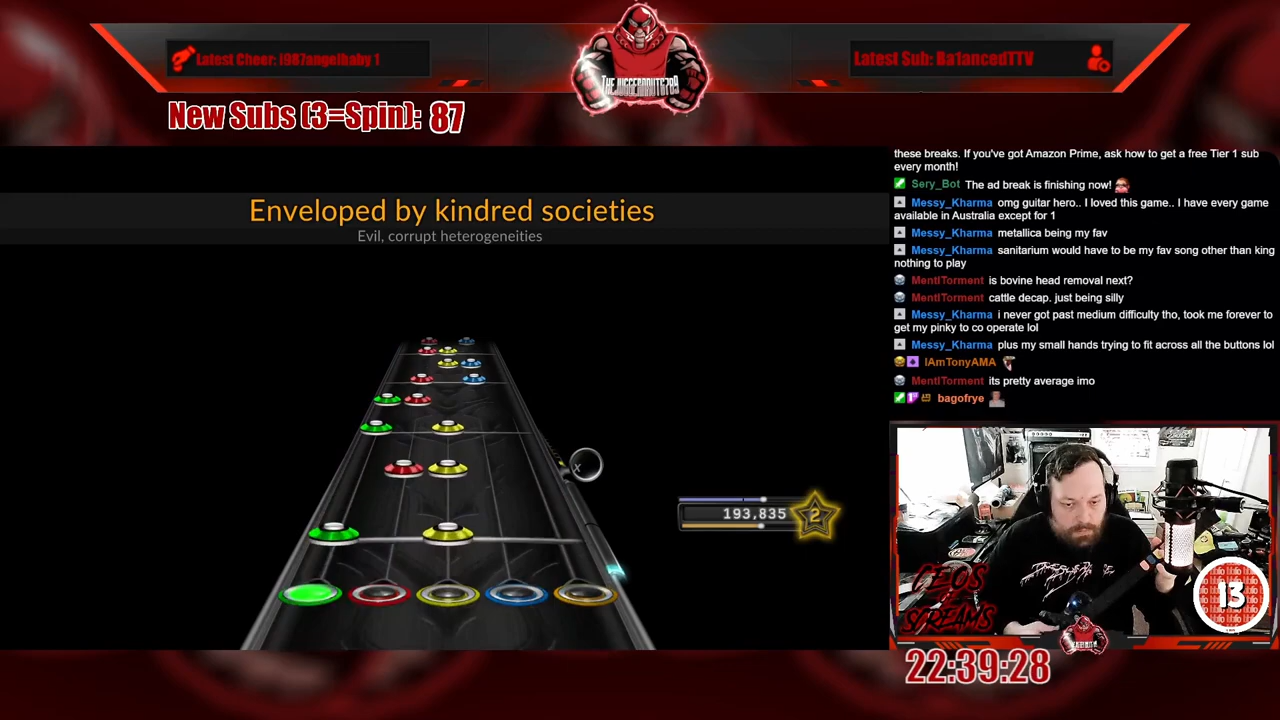 Latest Cheer: i987angelbaby 1
THEJUGGERNAUT6789
Latest Sub: Ba1ancedTTV
New Subs (3=Spin): 87
Enveloped by kindred societies
Evil, corrupt heterogeneities
193,835
2
x
these breaks. If you've got Amazon Prime, ask how to get a free Tier 1 sub
every month!
Sery_Bot The ad break is finishing now!
Messy_Kharma omg guitar hero.. I loved this game.. I have every game
available in Australia except for 1
Messy_Kharma metallica being my fav
Messy_Kharma sanitarium would have to be my fav song other than king
nothing to play
MentlTorment is bovine head removal next?
MentlTorment cattle decap. just being silly
Messy_Kharma i never got past medium difficulty tho, took me forever to
get my pinky to co operate lol
Messy_Kharma plus my small hands trying to fit across all the buttons lol
IAmTonyAMA
MentlTorment its pretty average imo
bagofrye
SCREAMS
13
22:39:28